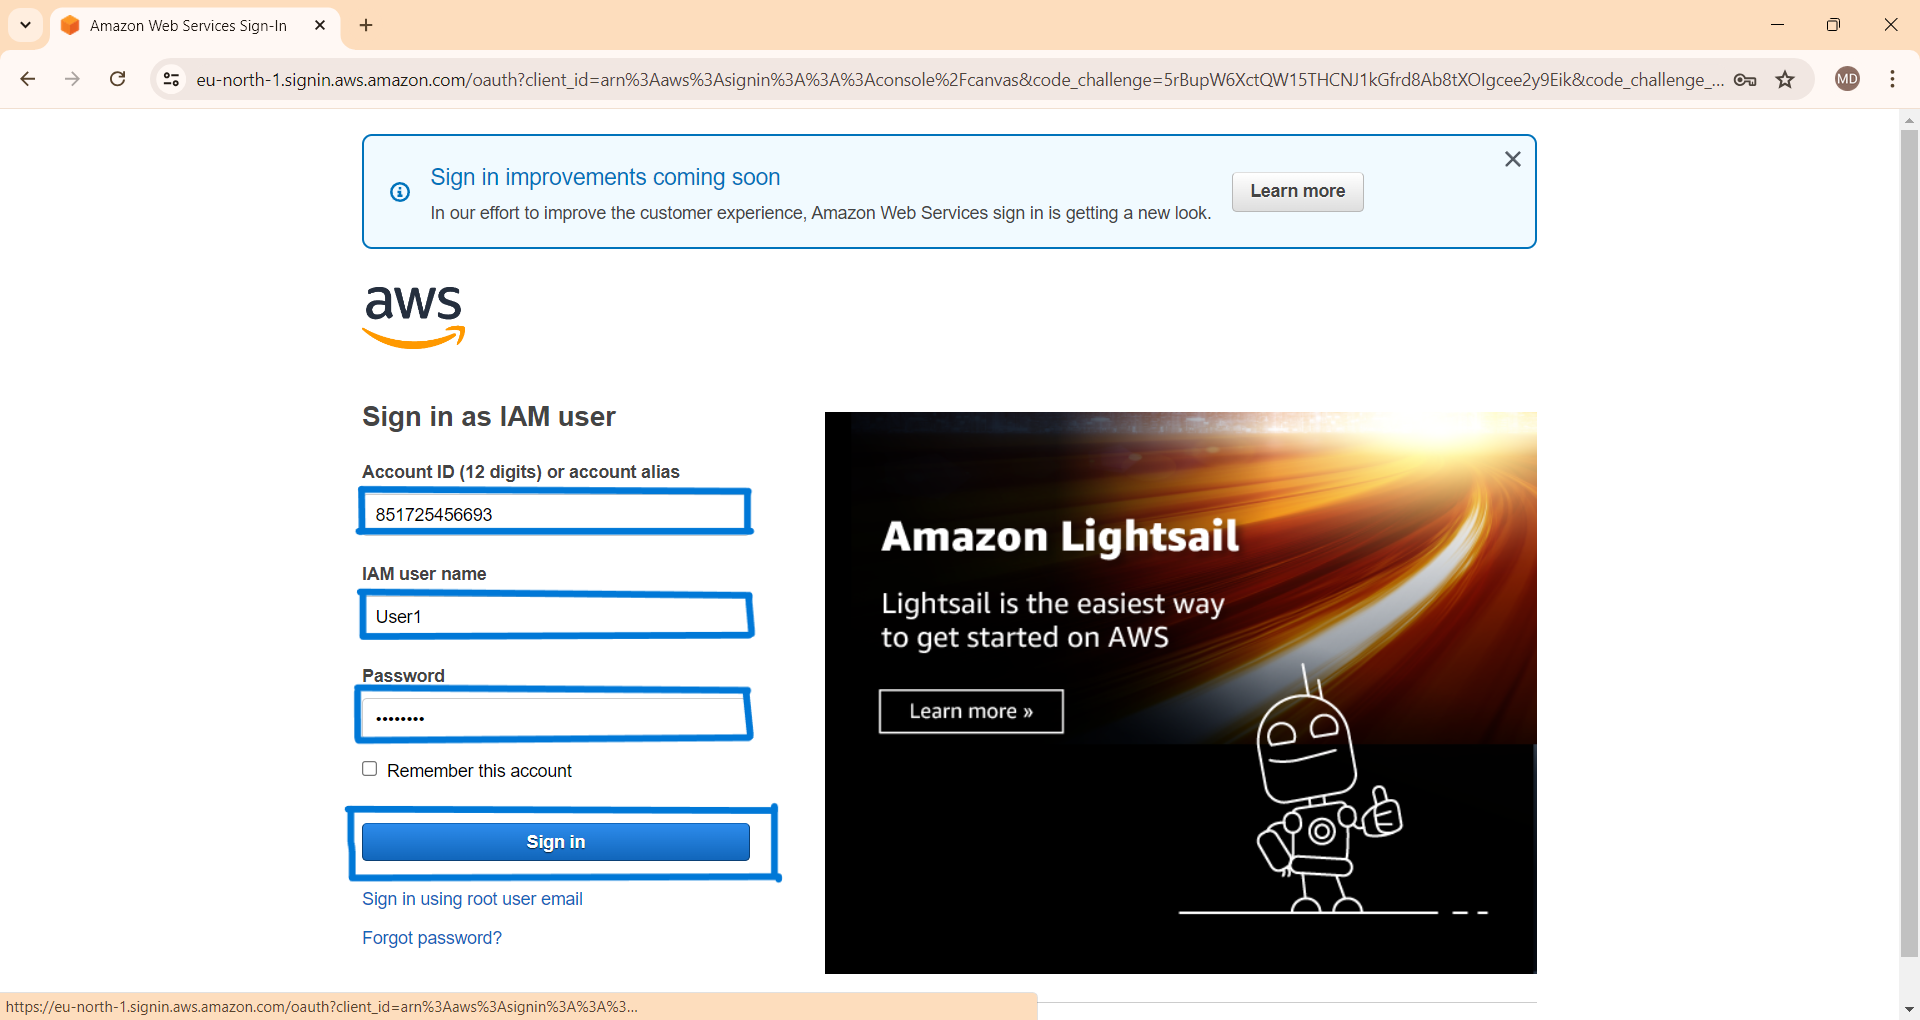 Amazon Web Services Sign-In
eu-north-1.signin.aws.amazon.com/oauth?client_id=arn%3Aaws%3Asignin%3A%3A%3Aconsole%2Fcanvas&code_challenge=5rBupW6XctQW15THCNJ1kGfrd8Ab8tXOIgcee2y9Eik&code_challenge_...
MD
Sign in improvements coming soon
In our effort to improve the customer experience, Amazon Web Services sign in is getting a new look.
Learn more
aws
Sign in as IAM user
Account ID (12 digits) or account alias
851725456693
IAM user name
User1
Password
••••••••
Remember this account
Sign in
Sign in using root user email
Forgot password?
Amazon Lightsail
Lightsail is the easiest way
to get started on AWS
Learn more »
https://eu-north-1.signin.aws.amazon.com/oauth?client_id=arn%3Aaws%3Asignin%3A%3A%3...